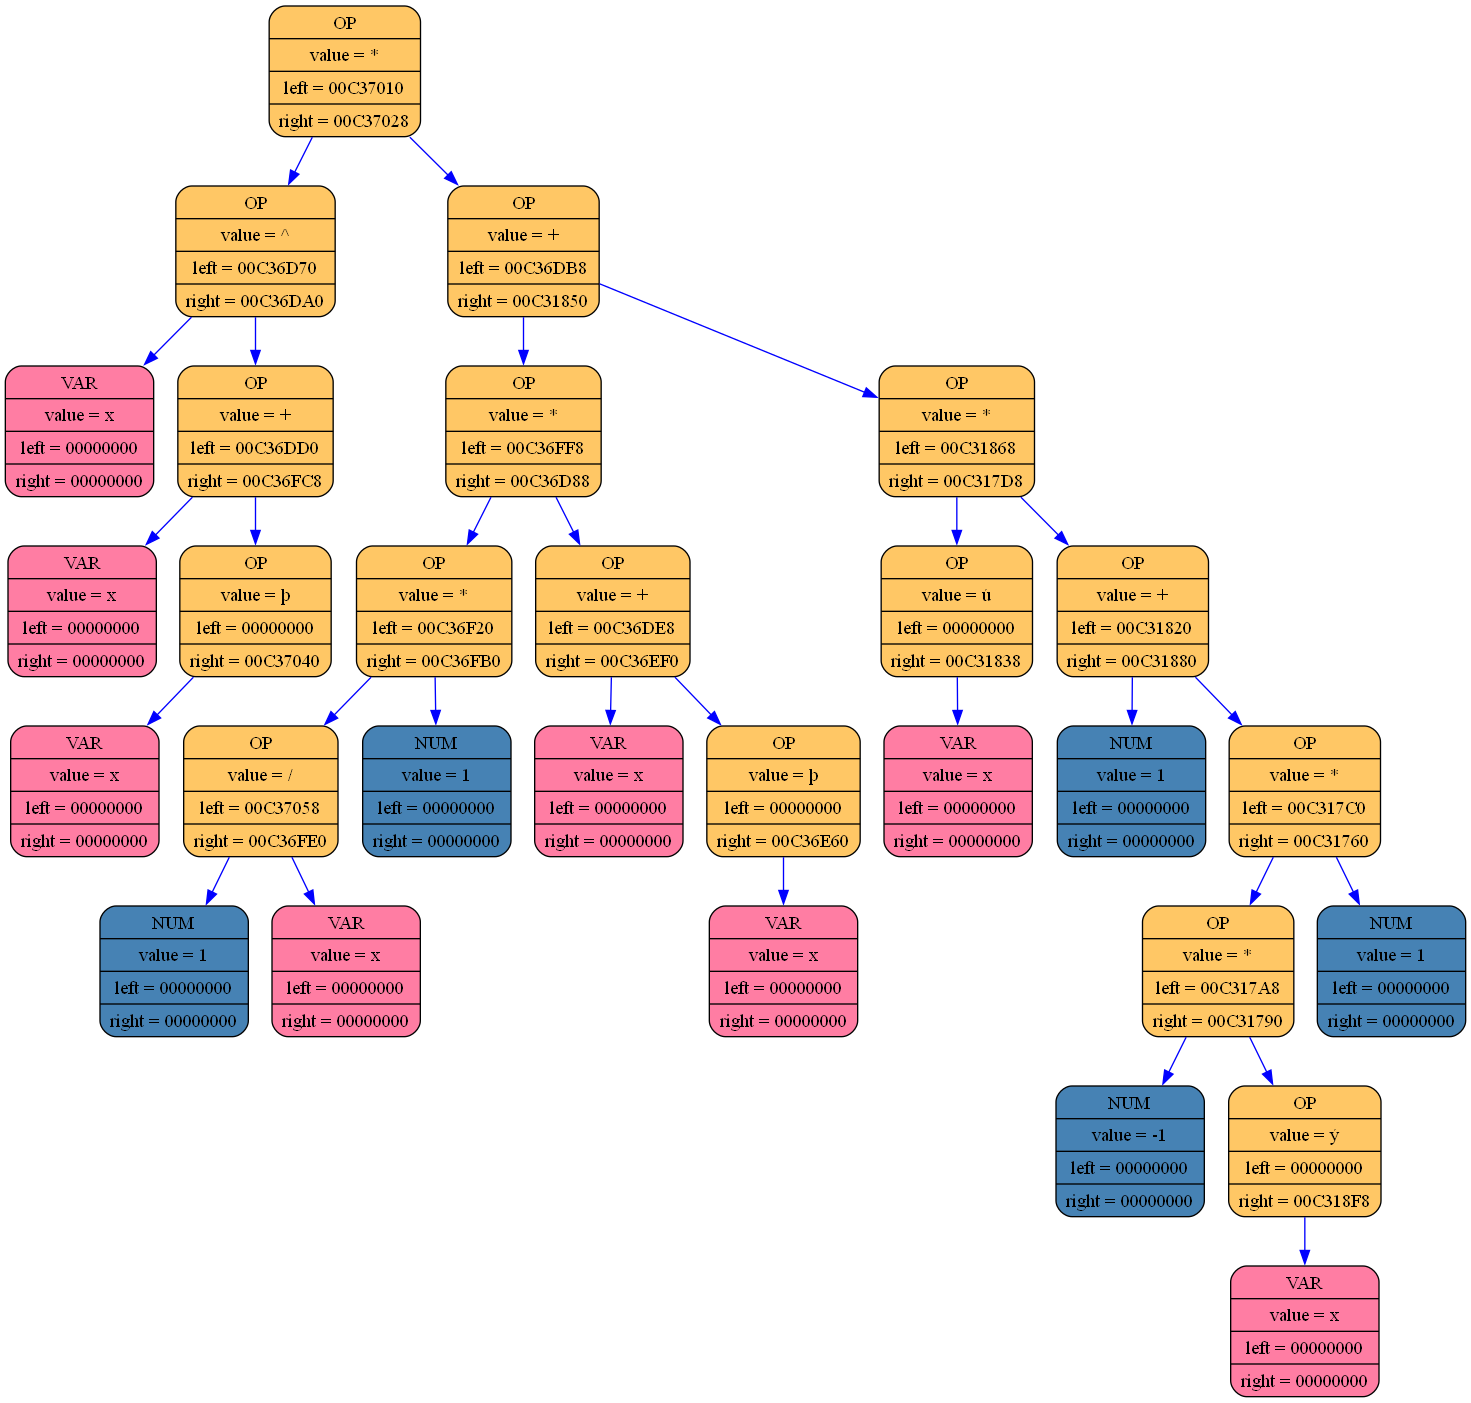 OP
value = *
left = 00C37010
right = 00C37028
OP
value = ^
left = 00C36D70
right = 00C36DA0
OP
value = +
left = 00C36DB8
right = 00C31850
VAR
value = x
left = 00000000
right = 00000000
OP
value = +
left = 00C36DD0
right = 00C36FC8
OP
value = *
left = 00C36FF8
right = 00C36D88
OP
value = *
left = 00C31868
right = 00C317D8
VAR
value = x
left = 00000000
right = 00000000
OP
value = þ
left = 00000000
right = 00C37040
OP
value = *
left = 00C36F20
right = 00C36FB0
OP
value = +
left = 00C36DE8
right = 00C36EF0
OP
value = ú
left = 00000000
right = 00C31838
OP
value = +
left = 00C31820
right = 00C31880
VAR
value = x
left = 00000000
right = 00000000
OP
value = /
left = 00C37058
right = 00C36FE0
NUM
value = 1
left = 00000000
right = 00000000
VAR
value = x
left = 00000000
right = 00000000
OP
value = þ
left = 00000000
right = 00C36E60
VAR
value = x
left = 00000000
right = 00000000
NUM
value = 1
left = 00000000
right = 00000000
OP
value = *
left = 00C317C0
right = 00C31760
NUM
value = 1
left = 00000000
right = 00000000
VAR
value = x
left = 00000000
right = 00000000
VAR
value = x
left = 00000000
right = 00000000
OP
value = *
left = 00C317A8
right = 00C31790
NUM
value = 1
left = 00000000
right = 00000000
NUM
value = -1
left = 00000000
right = 00000000
OP
value = ý
left = 00000000
right = 00C318F8
VAR
value = x
left = 00000000
right = 00000000